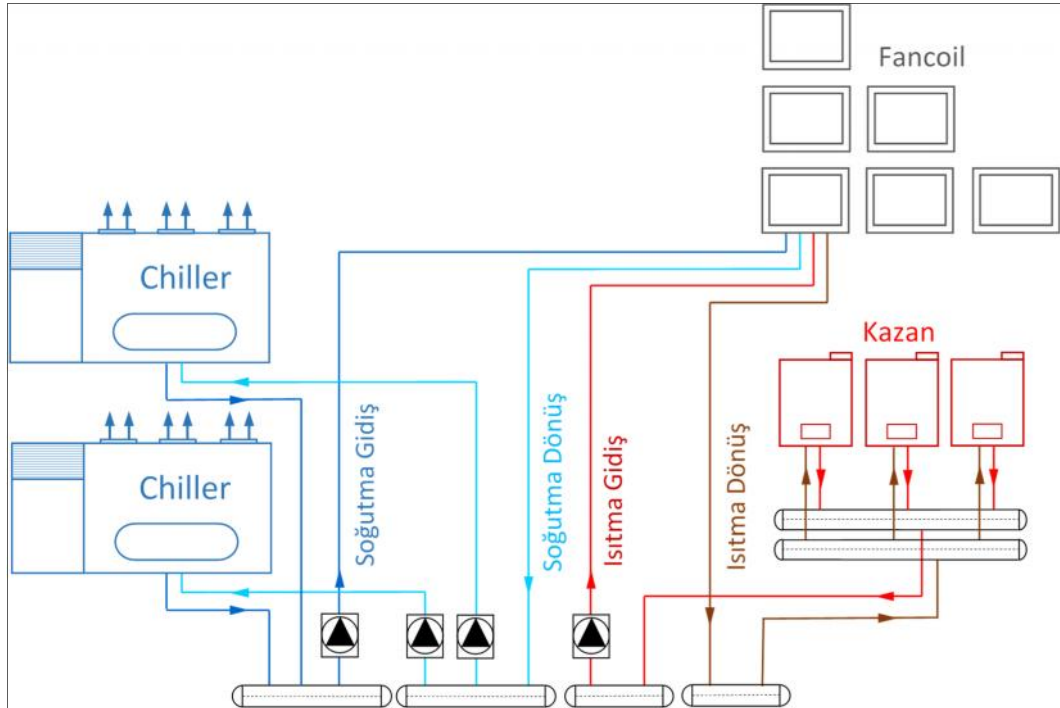 Fancoil
Chiller
Kazan
Chiller
Soğutma Gidiş
Soğutma Dönüş
Isıtma Gidiş
Isıtma Dönüş